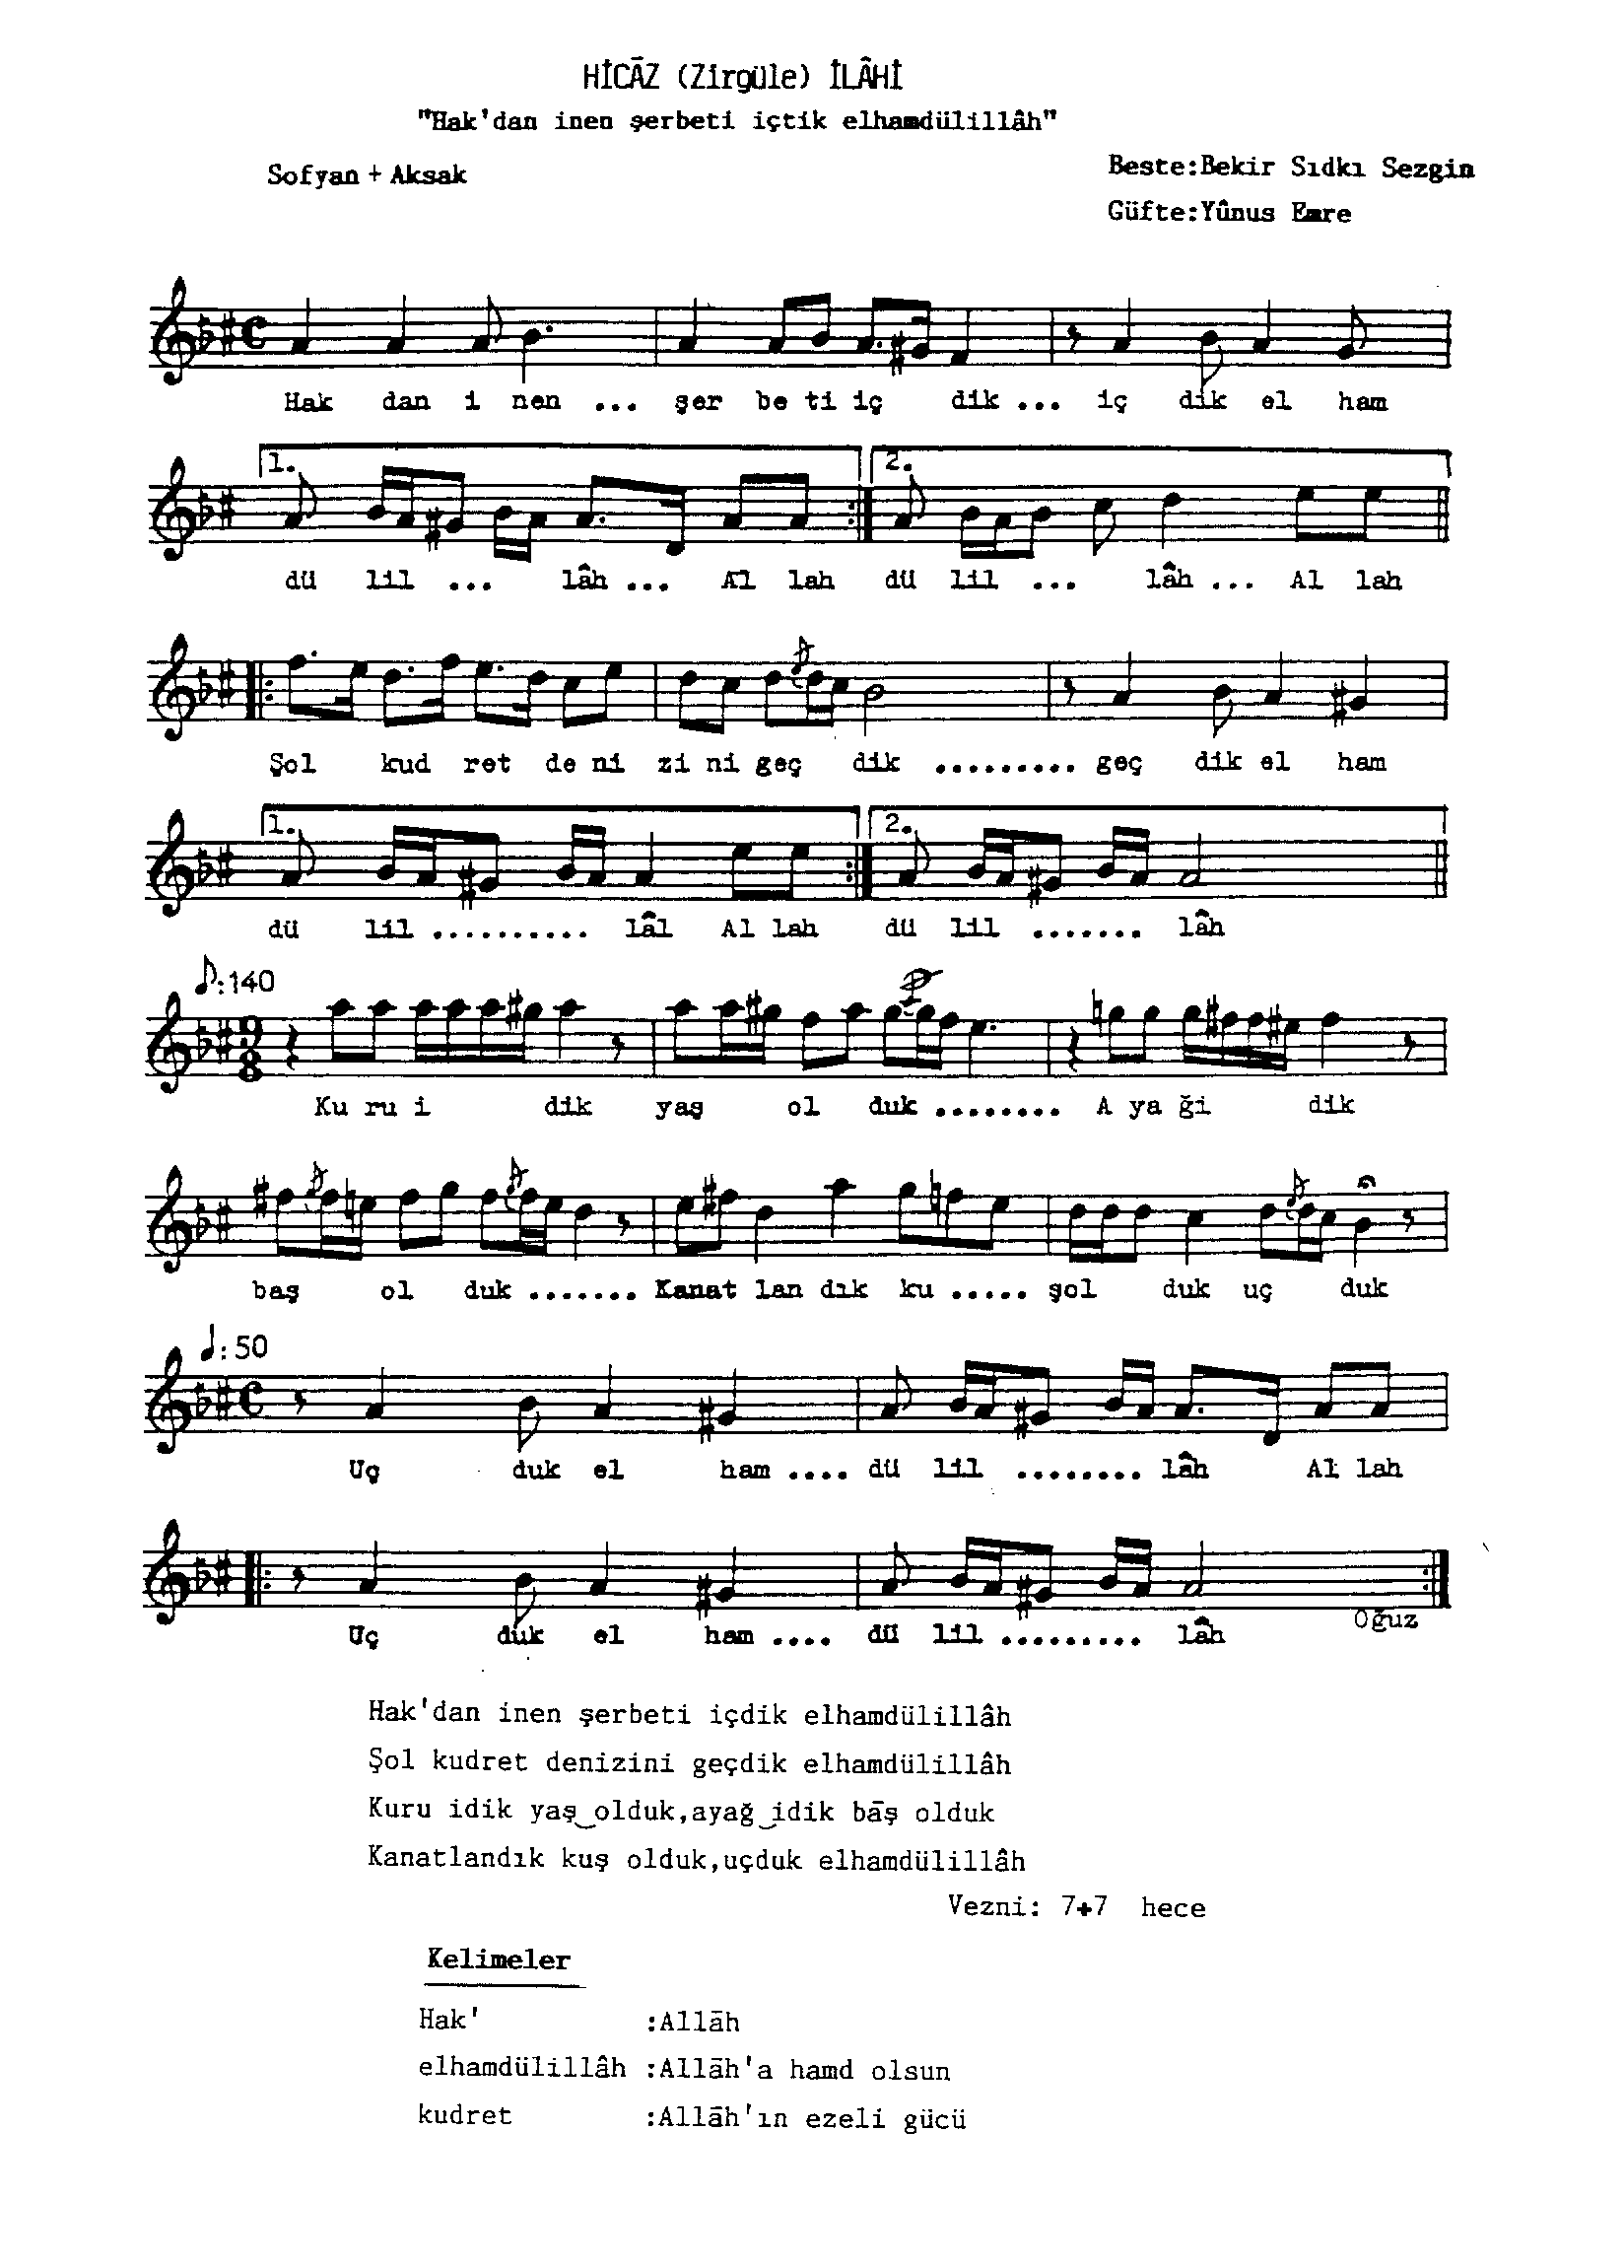 HİCĀZ (Zirgüle) İLÂHİ
"Hak'dan inen şerbeti içtik elhamdülillâh"
Sofyan + Aksak
Beste:Bekir Sıdkı Sezgin
Güfte:Yûnus Emre
Hak dan i nen ... şer be ti iç dik ... iç dik el ham
1. 2.
dü lil ... lâh ... Al lah dü lil ... lâh ... Al lah
Şol kud ret de ni zi ni geç dik ......... geç dik el ham
1. 2.
dü lil .......... lâl Al lah dü lil ....... lâh
♪:140
9
8
Ku ru i dik yaş ol duk ........ A ya ği dik
baş ol duk ....... Kanat lan dık ku ..... şol duk uç duk
♩:50
Uç duk el ham .... dü lil ........ lâh Al lah
Uç duk el ham .... dü lil ......... lâh
Oğuz
Hak'dan inen şerbeti içdik elhamdülillâh
Şol kudret denizini geçdik elhamdülillâh
Kuru idik yaş‿olduk,ayağ‿idik bāş olduk
Kanatlandık kuş olduk,uçduk elhamdülillâh
Vezni: 7+7 hece
Kelimeler
Hak' :Allāh
elhamdülillâh :Allāh'a hamd olsun
kudret :Allāh'ın ezeli gücü